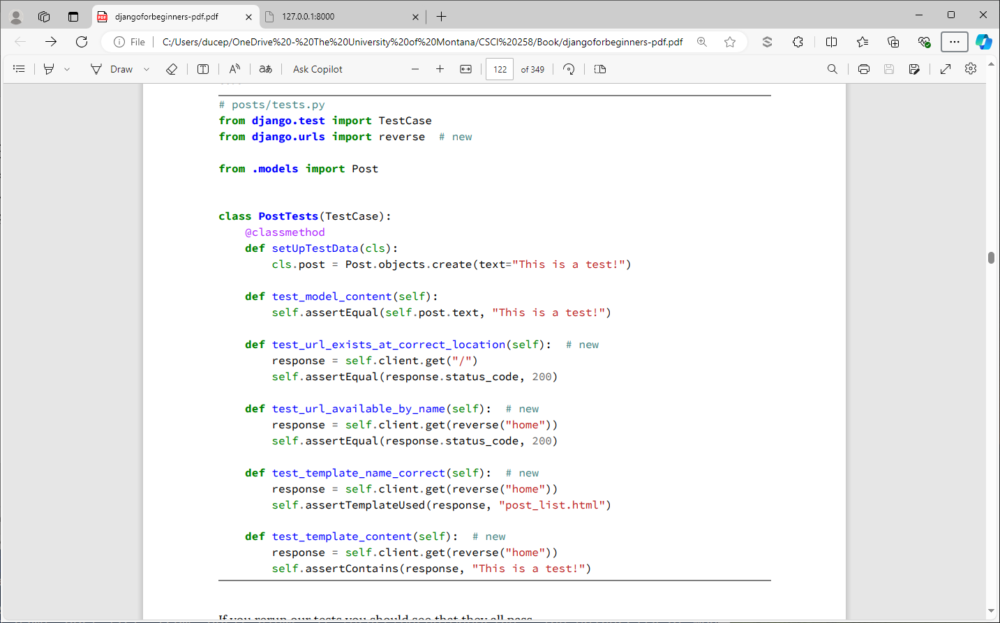 djangoforbeginners-pdf.pdf
127.0.0.1:8000
File
C:/Users/ducep/OneDrive%20-%20The%20University%20of%20Montana/CSCI%20258/Book/djangoforbeginners-pdf.pdf
Draw
Ask Copilot
122 of 349
# posts/tests.py
from django.test import TestCase
from django.urls import reverse  # new
from .models import Post
class PostTests(TestCase):
    @classmethod
    def setUpTestData(cls):
        cls.post = Post.objects.create(text="This is a test!")
    def test_model_content(self):
        self.assertEqual(self.post.text, "This is a test!")
    def test_url_exists_at_correct_location(self):  # new
        response = self.client.get("/")
        self.assertEqual(response.status_code, 200)
    def test_url_available_by_name(self):  # new
        response = self.client.get(reverse("home"))
        self.assertEqual(response.status_code, 200)
    def test_template_name_correct(self):  # new
        response = self.client.get(reverse("home"))
        self.assertTemplateUsed(response, "post_list.html")
    def test_template_content(self):  # new
        response = self.client.get(reverse("home"))
        self.assertContains(response, "This is a test!")
If you rerun our tests you should see that they all pass.